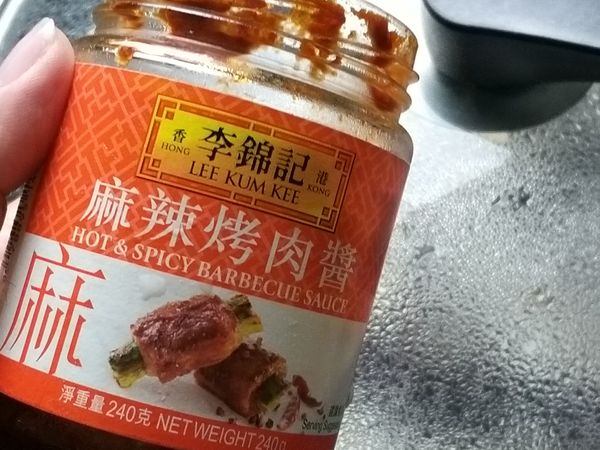 香 李錦記 港
HONG LEE KUM KEE KONG
麻辣烤肉醬
HOT & SPICY BARBECUE SAUCE
麻
淨重量 240克 NET WEIGHT 240g
Serving Suggestion